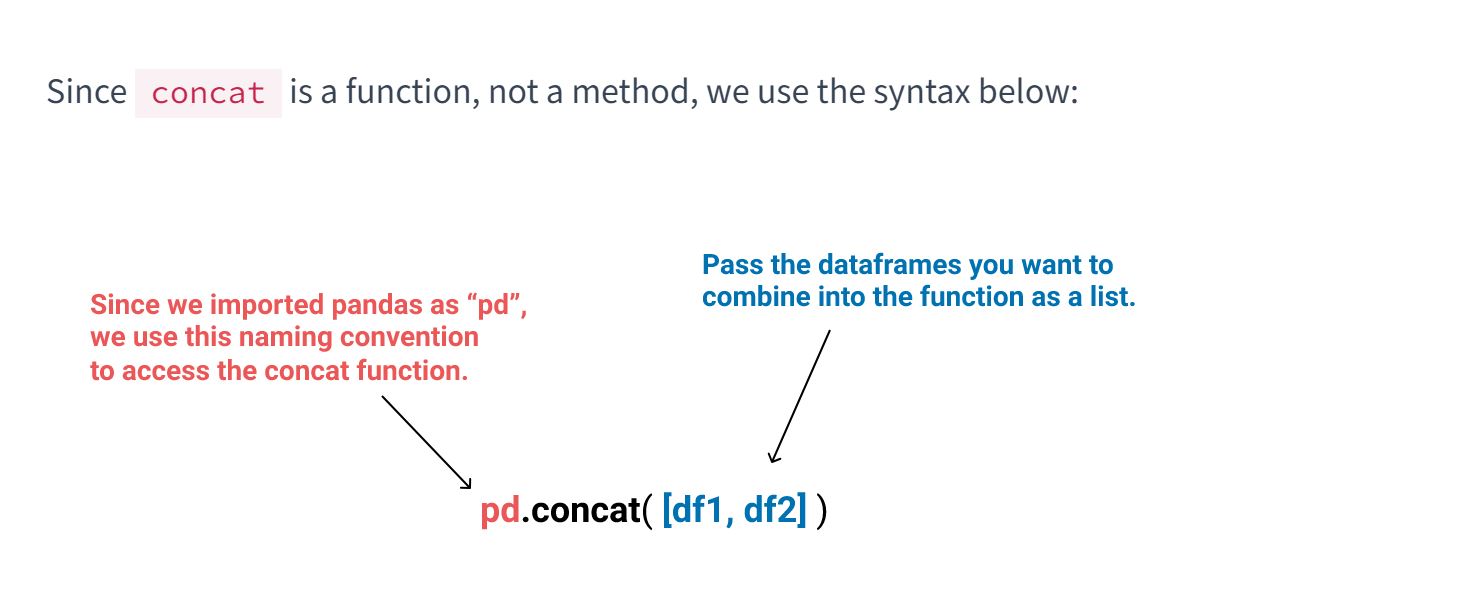 Since concat is a function, not a method, we use the syntax below:
Pass the dataframes you want to
combine into the function as a list.
Since we imported pandas as “pd”,
we use this naming convention
to access the concat function.
pd.concat( [df1, df2] )